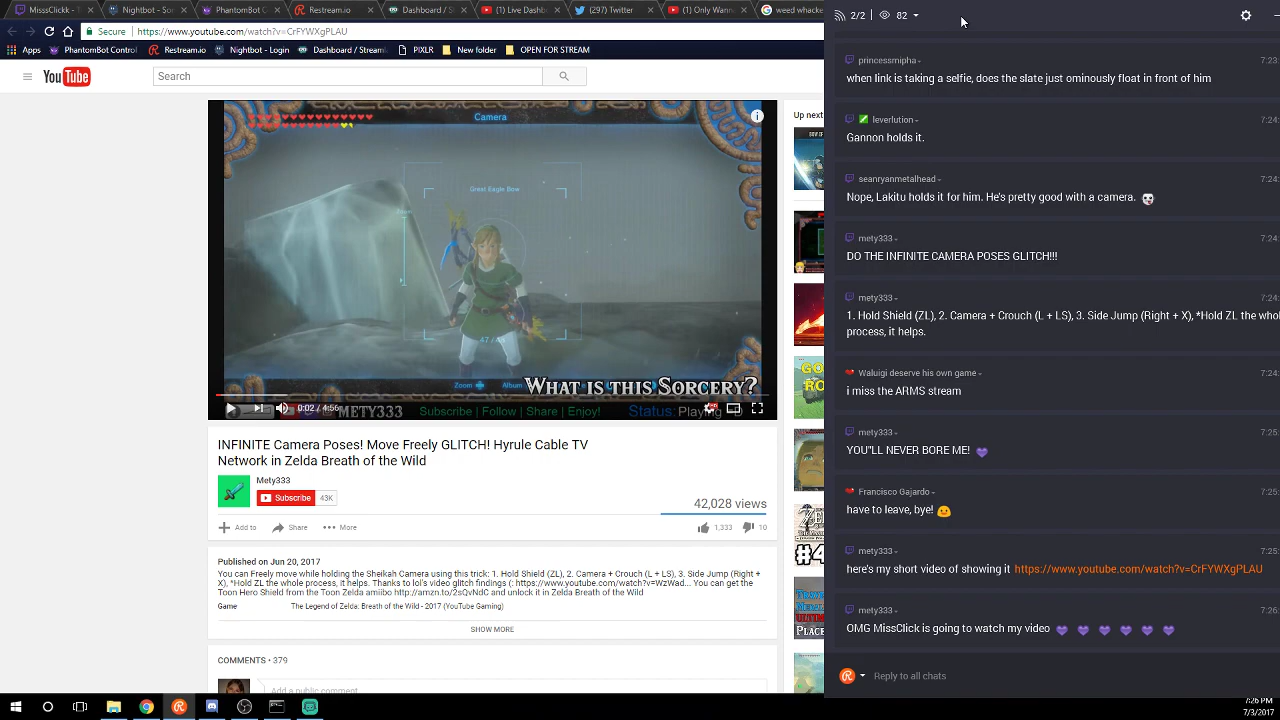 MissClick -
Nightbot - Son
PhantomBot Con
Restream.io
(1) Live Dashb
(297) Twitter
(1) Only Wann
weed whacke
Secure
https://www.youtube.com/watch?v=CrFYWXgPLAU
Apps
PhantomBot Control
Restream.io
Nightbot - Login
Dashboard / Stream
PIXLR
New folder
OPEN FOR STREAM
YouTube
Search
Camera
Great Eagle Bow
Zoom
Zoom
Album
WHAT IS THIS SORCERY?
0:02 / 4:56
METY333
Subscribe | Follow | Share | Enjoy!
Status: Playing
INFINITE Camera Poses! Move Freely GLITCH! Hyrule Cable TV
Network in Zelda Breath of the Wild
Mety333
Subscribe
43K
42,028 views
Add to
Share
More
1,333
10
Published on Jun 20, 2017
You can Freely move while holding the Sheikah Camera using this trick: 1. Hold Shield (ZL), 2. Camera + Crouch (L + LS), 3. Side Jump (Right +
X), *Hold ZL the whole process, it helps. Thanks to lol's video glitch findings (: https://www.youtube.com/watch?v=WzWad... You can get the
Toon Hero Shield from the Toon Zelda amiibo http://amzn.to/2sQvNdC and unlock it in Zelda Breath of the Wild
Game
The Legend of Zelda: Breath of the Wild - 2017 (YouTube Gaming)
SHOW MORE
COMMENTS • 379
Add a public comment
Up next
#4
PLACE
82
princessmipha
7:23
when link is taking a selfie, does the slate just ominously float in front of him
leverlution
7:24
Gannon holds it.
seanryanmetalhead
7:24
Nope, Lakitu holds it for him. He's pretty good with a camera.
mety333
7:24
DO THE INFINITE CAMERA POSES GLITCH!!!
mety333
7:24
1. Hold Shield (ZL), 2. Camera + Crouch (L + LS), 3. Side Jump (Right + X), *Hold ZL the whol
process, it helps.
Waluigi deserve his own game
7:24
i miss the ARMS stream
mety333
7:25
YOU"LL NEVER BORE ME!
Francisco Gajardo
7:25
have to leave, bye!
mety333
7:25
here's my short video of showing it https://www.youtube.com/watch?v=CrFYWXgPLAU
mety333
7:26
OMG MissClick is going to watch my video
Reply to all chats
7:26 PM
7/3/2017